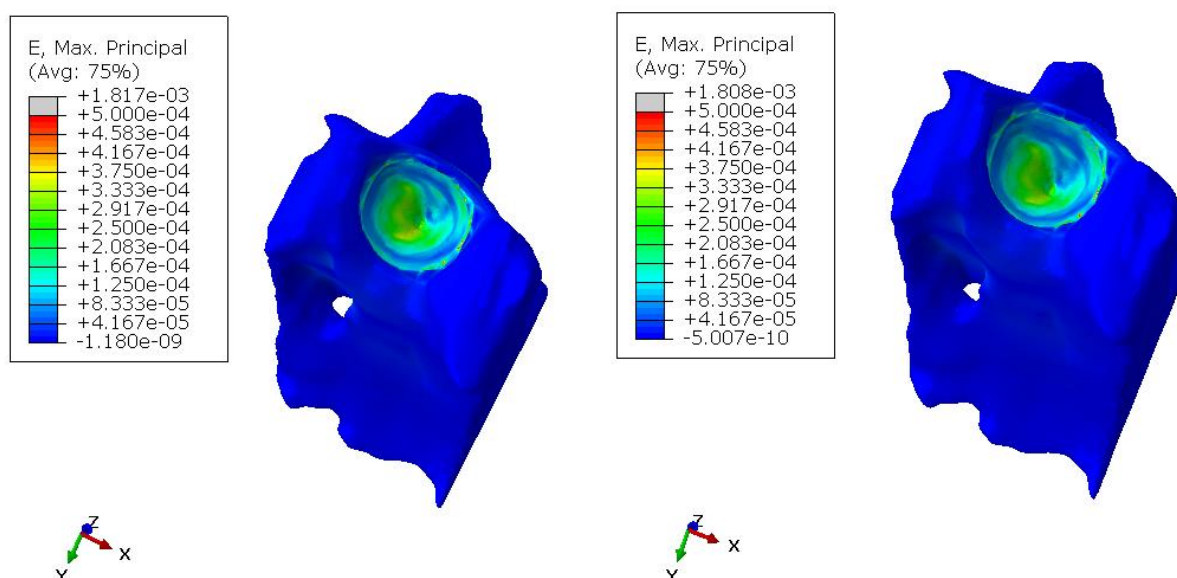 E, Max. Principal
(Avg: 75%)
+1.817e-03
+5.000e-04
+4.583e-04
+4.167e-04
+3.750e-04
+3.333e-04
+2.917e-04
+2.500e-04
+2.083e-04
+1.667e-04
+1.250e-04
+8.333e-05
+4.167e-05
-1.180e-09
Z
X
Y
E, Max. Principal
(Avg: 75%)
+1.808e-03
+5.000e-04
+4.583e-04
+4.167e-04
+3.750e-04
+3.333e-04
+2.917e-04
+2.500e-04
+2.083e-04
+1.667e-04
+1.250e-04
+8.333e-05
+4.167e-05
-5.007e-10
Z
X
Y